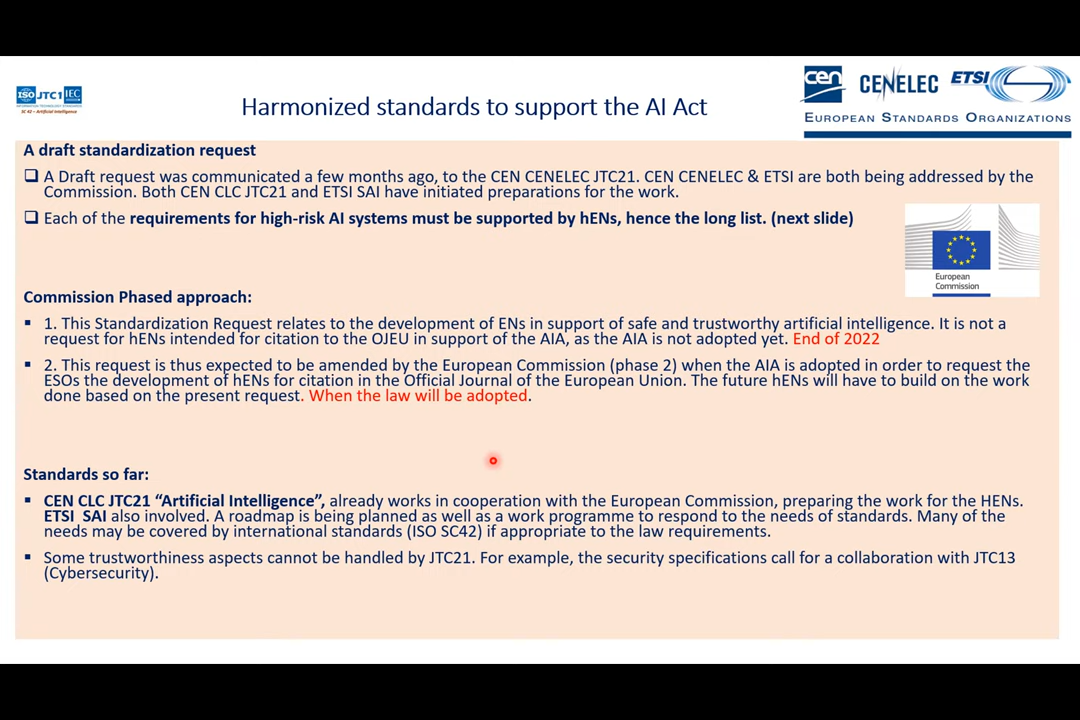 ISO JTC1 IEC
INFORMATION TECHNOLOGY STANDARDS
SC 42 – Artificial Intelligence
Harmonized standards to support the AI Act
cen CENELEC ETSI
EUROPEAN STANDARDS ORGANIZATIONS
A draft standardization request
A Draft request was communicated a few months ago, to the CEN CENELEC JTC21. CEN CENELEC & ETSI are both being addressed by the
Commission. Both CEN CLC JTC21 and ETSI SAI have initiated preparations for the work.
Each of the requirements for high-risk AI systems must be supported by hENs, hence the long list. (next slide)
European
Commission
Commission Phased approach:
1. This Standardization Request relates to the development of ENs in support of safe and trustworthy artificial intelligence. It is not a
request for hENs intended for citation to the OJEU in support of the AIA, as the AIA is not adopted yet. End of 2022
2. This request is thus expected to be amended by the European Commission (phase 2) when the AIA is adopted in order to request the
ESOs the development of hENs for citation in the Official Journal of the European Union. The future hENs will have to build on the work
done based on the present request. When the law will be adopted.
Standards so far:
CEN CLC JTC21 “Artificial Intelligence”, already works in cooperation with the European Commission, preparing the work for the HENs.
ETSI SAI also involved. A roadmap is being planned as well as a work programme to respond to the needs of standards. Many of the
needs may be covered by international standards (ISO SC42) if appropriate to the law requirements.
Some trustworthiness aspects cannot be handled by JTC21. For example, the security specifications call for a collaboration with JTC13
(Cybersecurity).